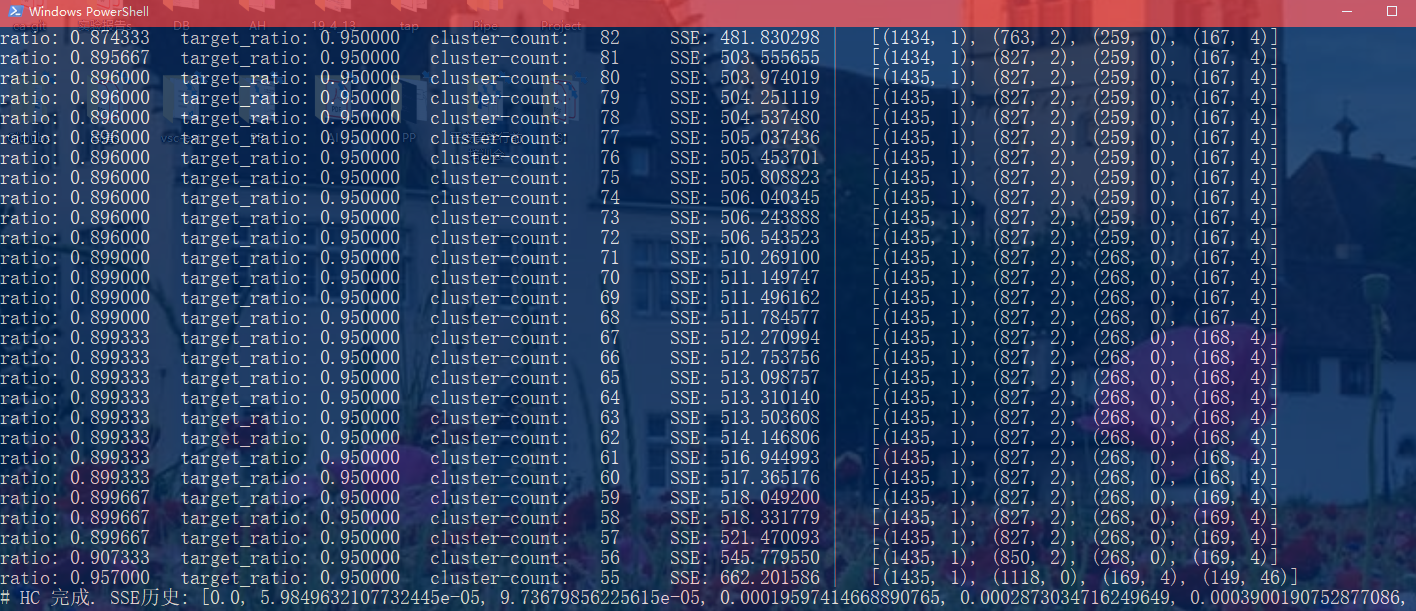 Windows PowerShell
DB AH 19.4.13 tap Pipe Project
ratio: 0.874333 target_ratio: 0.950000 cluster-count: 82 SSE: 481.830298 [(1434, 1), (763, 2), (259, 0), (167, 4)]
ratio: 0.895667 target_ratio: 0.950000 cluster-count: 81 SSE: 503.555655 [(1434, 1), (827, 2), (259, 0), (167, 4)]
ratio: 0.896000 target_ratio: 0.950000 cluster-count: 80 SSE: 503.974019 [(1435, 1), (827, 2), (259, 0), (167, 4)]
ratio: 0.896000 target_ratio: 0.950000 cluster-count: 79 SSE: 504.251119 [(1435, 1), (827, 2), (259, 0), (167, 4)]
ratio: 0.896000 target_ratio: 0.950000 cluster-count: 78 SSE: 504.537480 [(1435, 1), (827, 2), (259, 0), (167, 4)]
ratio: 0.896000 target_ratio: 0.950000 cluster-count: 77 SSE: 505.037436 [(1435, 1), (827, 2), (259, 0), (167, 4)]
ratio: 0.896000 target_ratio: 0.950000 cluster-count: 76 SSE: 505.453701 [(1435, 1), (827, 2), (259, 0), (167, 4)]
ratio: 0.896000 target_ratio: 0.950000 cluster-count: 75 SSE: 505.808823 [(1435, 1), (827, 2), (259, 0), (167, 4)]
ratio: 0.896000 target_ratio: 0.950000 cluster-count: 74 SSE: 506.040345 [(1435, 1), (827, 2), (259, 0), (167, 4)]
ratio: 0.896000 target_ratio: 0.950000 cluster-count: 73 SSE: 506.243888 [(1435, 1), (827, 2), (259, 0), (167, 4)]
ratio: 0.896000 target_ratio: 0.950000 cluster-count: 72 SSE: 506.543523 [(1435, 1), (827, 2), (259, 0), (167, 4)]
ratio: 0.899000 target_ratio: 0.950000 cluster-count: 71 SSE: 510.269100 [(1435, 1), (827, 2), (268, 0), (167, 4)]
ratio: 0.899000 target_ratio: 0.950000 cluster-count: 70 SSE: 511.149747 [(1435, 1), (827, 2), (268, 0), (167, 4)]
ratio: 0.899000 target_ratio: 0.950000 cluster-count: 69 SSE: 511.496162 [(1435, 1), (827, 2), (268, 0), (167, 4)]
ratio: 0.899000 target_ratio: 0.950000 cluster-count: 68 SSE: 511.784577 [(1435, 1), (827, 2), (268, 0), (167, 4)]
ratio: 0.899333 target_ratio: 0.950000 cluster-count: 67 SSE: 512.270994 [(1435, 1), (827, 2), (268, 0), (168, 4)]
ratio: 0.899333 target_ratio: 0.950000 cluster-count: 66 SSE: 512.753756 [(1435, 1), (827, 2), (268, 0), (168, 4)]
ratio: 0.899333 target_ratio: 0.950000 cluster-count: 65 SSE: 513.098757 [(1435, 1), (827, 2), (268, 0), (168, 4)]
ratio: 0.899333 target_ratio: 0.950000 cluster-count: 64 SSE: 513.310140 [(1435, 1), (827, 2), (268, 0), (168, 4)]
ratio: 0.899333 target_ratio: 0.950000 cluster-count: 63 SSE: 513.503608 [(1435, 1), (827, 2), (268, 0), (168, 4)]
ratio: 0.899333 target_ratio: 0.950000 cluster-count: 62 SSE: 514.146806 [(1435, 1), (827, 2), (268, 0), (168, 4)]
ratio: 0.899333 target_ratio: 0.950000 cluster-count: 61 SSE: 516.944993 [(1435, 1), (827, 2), (268, 0), (168, 4)]
ratio: 0.899333 target_ratio: 0.950000 cluster-count: 60 SSE: 517.365176 [(1435, 1), (827, 2), (268, 0), (168, 4)]
ratio: 0.899667 target_ratio: 0.950000 cluster-count: 59 SSE: 518.049200 [(1435, 1), (827, 2), (268, 0), (169, 4)]
ratio: 0.899667 target_ratio: 0.950000 cluster-count: 58 SSE: 518.331779 [(1435, 1), (827, 2), (268, 0), (169, 4)]
ratio: 0.899667 target_ratio: 0.950000 cluster-count: 57 SSE: 521.470093 [(1435, 1), (827, 2), (268, 0), (169, 4)]
ratio: 0.907333 target_ratio: 0.950000 cluster-count: 56 SSE: 545.779550 [(1435, 1), (850, 2), (268, 0), (169, 4)]
ratio: 0.957000 target_ratio: 0.950000 cluster-count: 55 SSE: 662.201586 [(1435, 1), (1118, 0), (169, 4), (149, 46)]
# HC 完成. SSE历史: [0.0, 5.9849632107732445e-05, 9.73679856225615e-05, 0.00019597414668890765, 0.0002873034716249649, 0.00039001907528770​86,